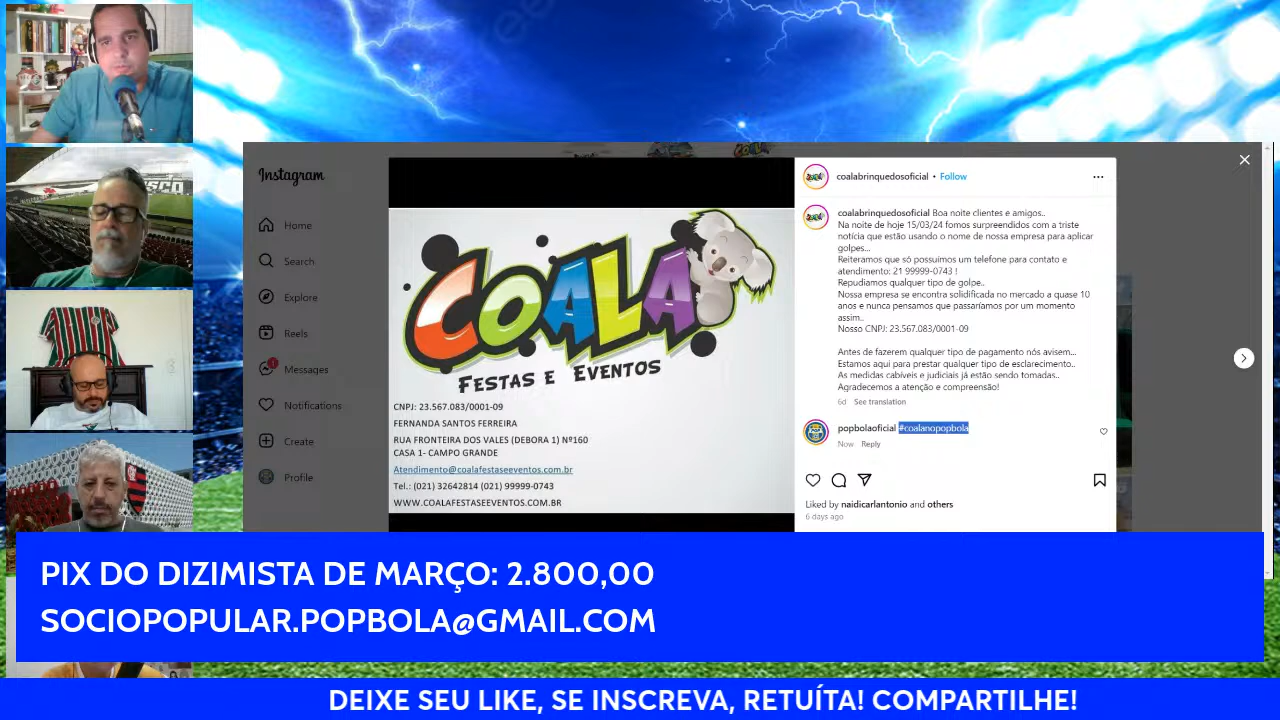 Instagram
Home
Search
Explore
Reels
Messages
1
Notifications
Create
Profile
COALA
FESTAS E EVENTOS
CNPJ: 23.567.083/0001-09
FERNANDA SANTOS FERREIRA
RUA FRONTEIRA DOS VALES (DEBORA 1) Nº160
CASA 1- CAMPO GRANDE
Atendimento@coalafestaseeventos.com.br
Tel.: (021) 32642814 (021) 99999-0743
WWW.COALAFESTASEEVENTOS.COM.BR
coalabrinquedosoficial • Follow
coalabrinquedosoficial Boa noite clientes e amigos..
Na noite de hoje 15/03/24 fomos surpreendidos com a triste
notícia que estão usando o nome de nossa empresa para aplicar
golpes...
Reiteramos que só possuímos um telefone para contato e
atendimento: 21 99999-0743 !
Repudiamos qualquer tipo de golpe..
Nossa empresa se encontra solidificada no mercado a quase 10
anos e nunca pensamos que passaríamos por um momento
assim..
Nosso CNPJ: 23.567.083/0001-09
Antes de fazerem qualquer tipo de pagamento nós avisem...
Estamos aqui para prestar qualquer tipo de esclarecimento..
As medidas cabíveis e judiciais já estão sendo tomadas..
Agradecemos a atenção e compreensão!
6d See translation
popbolaoficial #coalanopopbola
Now Reply
Liked by naidicarlantonio and others
6 days ago
PIX DO DIZIMISTA DE MARÇO: 2.800,00
SOCIOPOPULAR.POPBOLA@GMAIL.COM
DEIXE SEU LIKE, SE INSCREVA, RETUÍTA! COMPARTILHE!